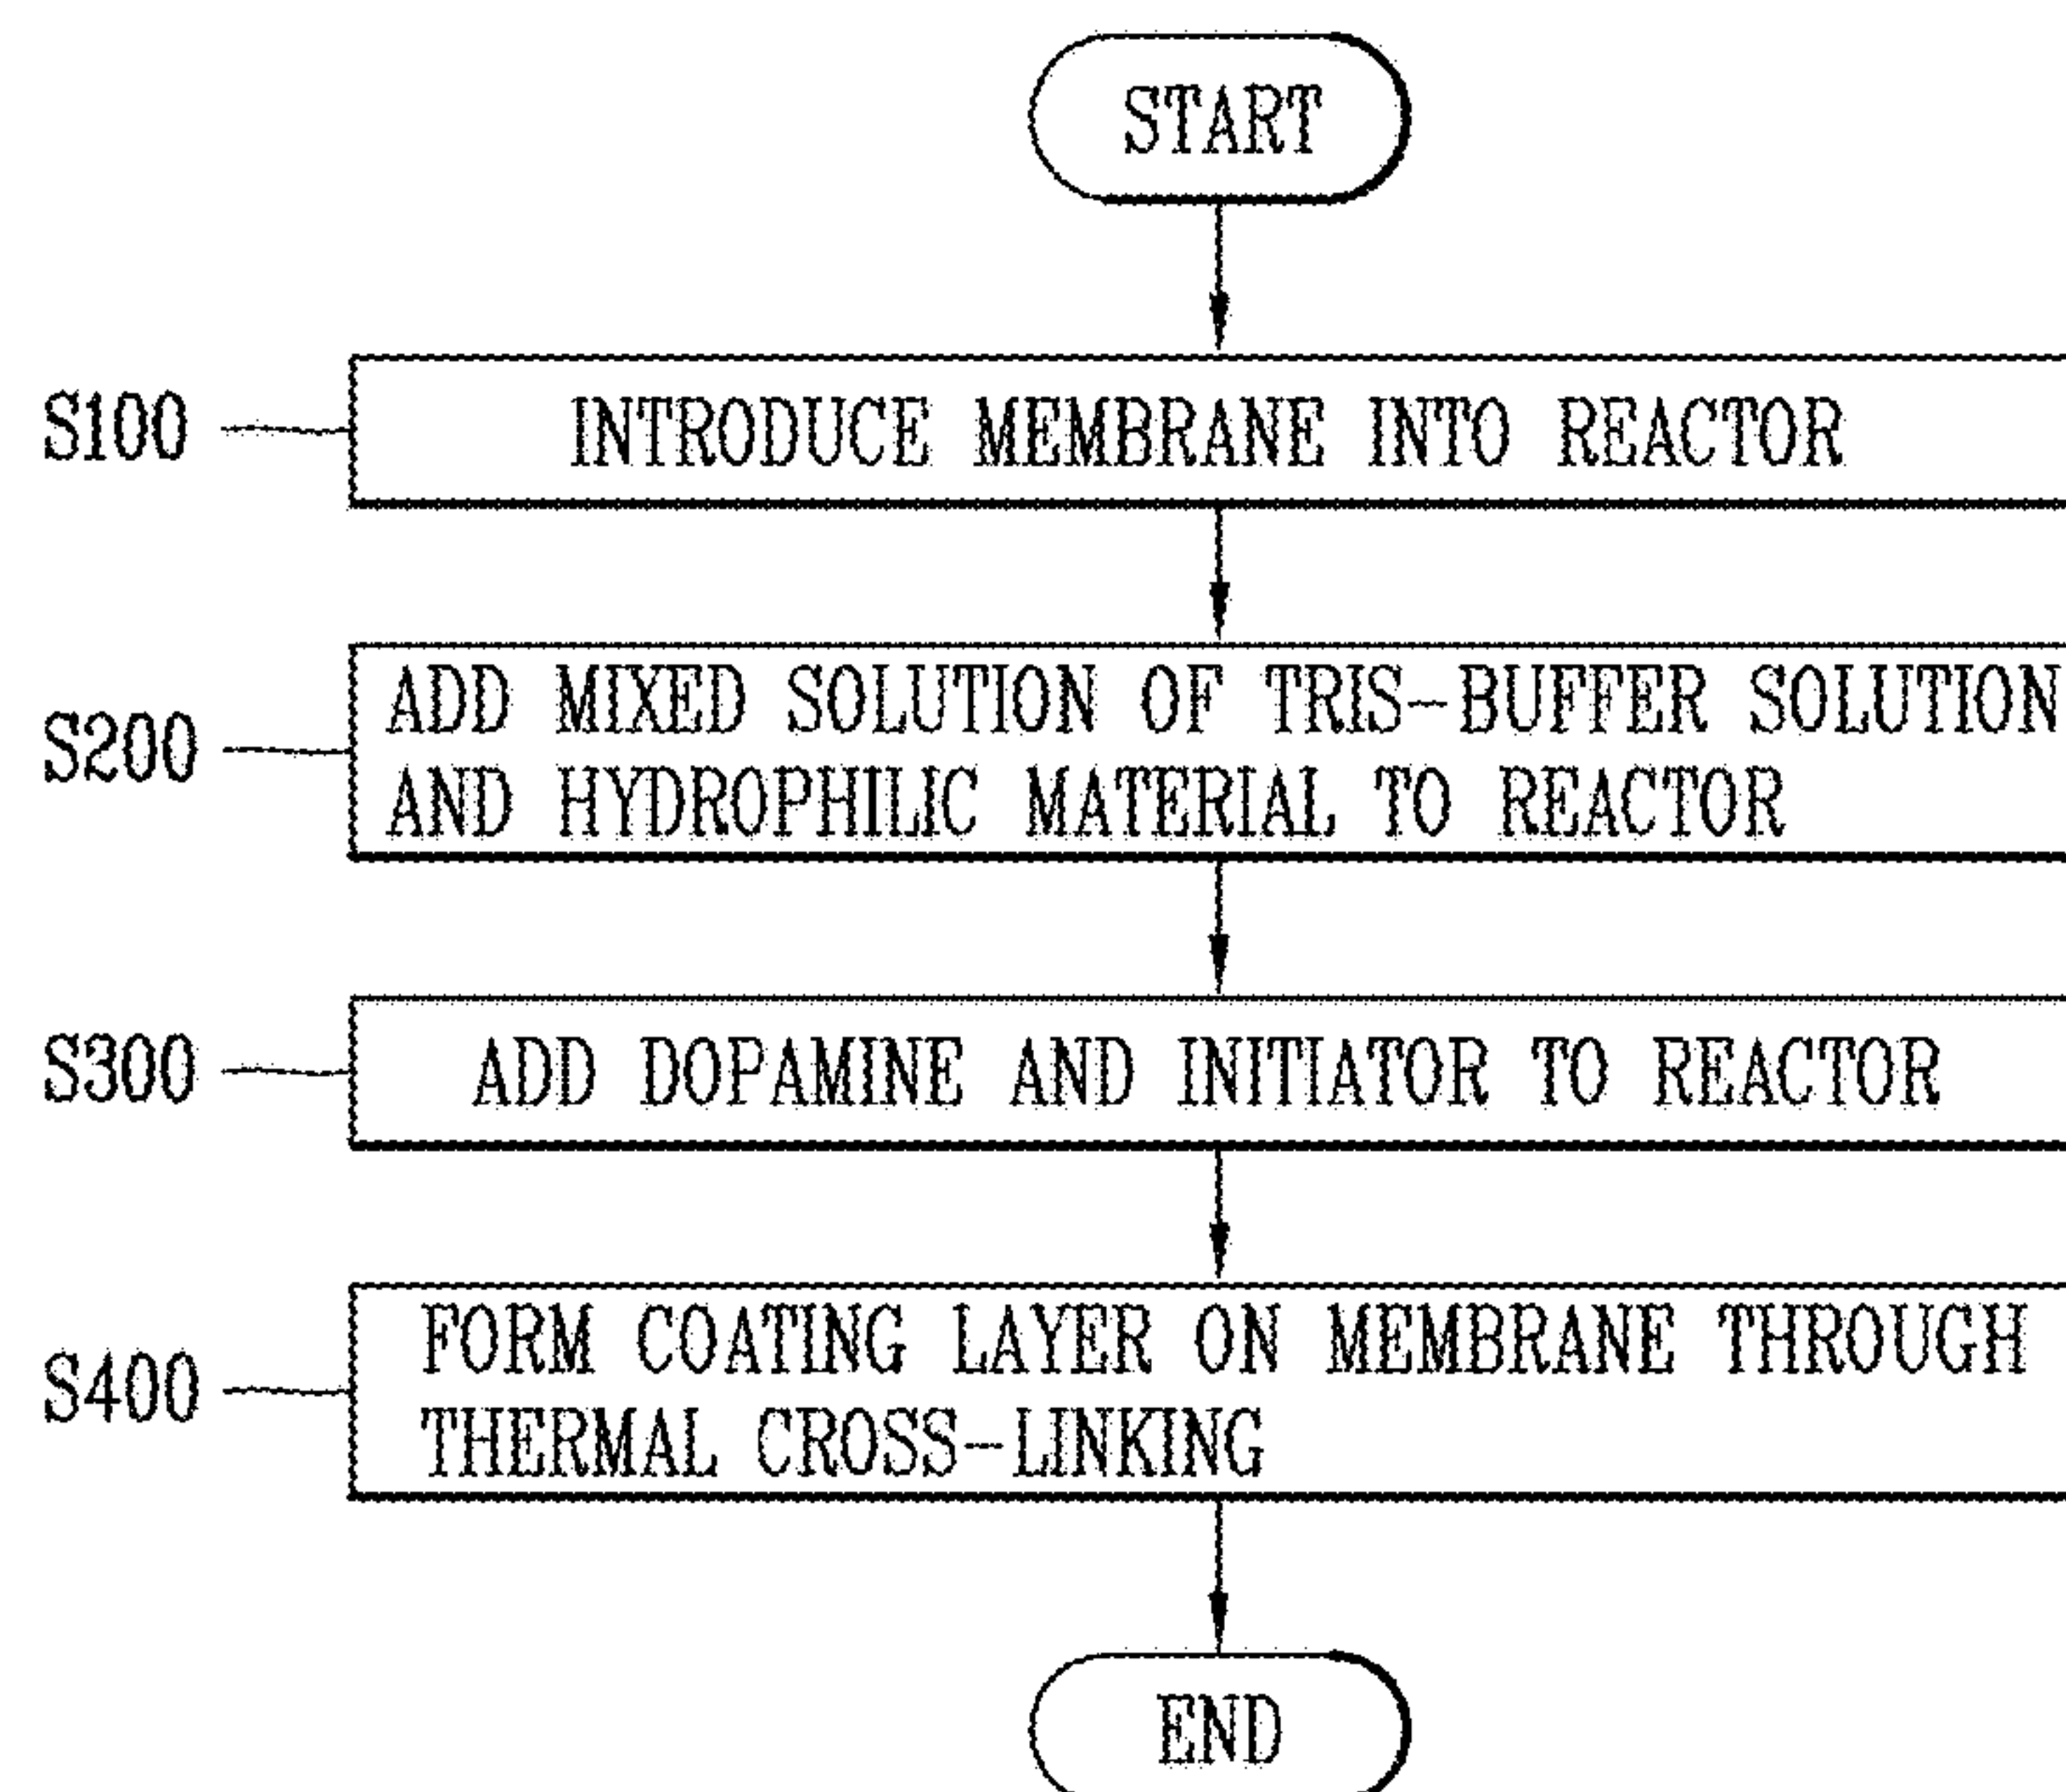 START
S100
INTRODUCE MEMBRANE INTO REACTOR
S200
ADD MIXED SOLUTION OF TRIS-BUFFER SOLUTION
AND HYDROPHILIC MATERIAL TO REACTOR
S300
ADD DOPAMINE AND INITIATOR TO REACTOR
S400
FORM COATING LAYER ON MEMBRANE THROUGH
THERMAL CROSS-LINKING
END